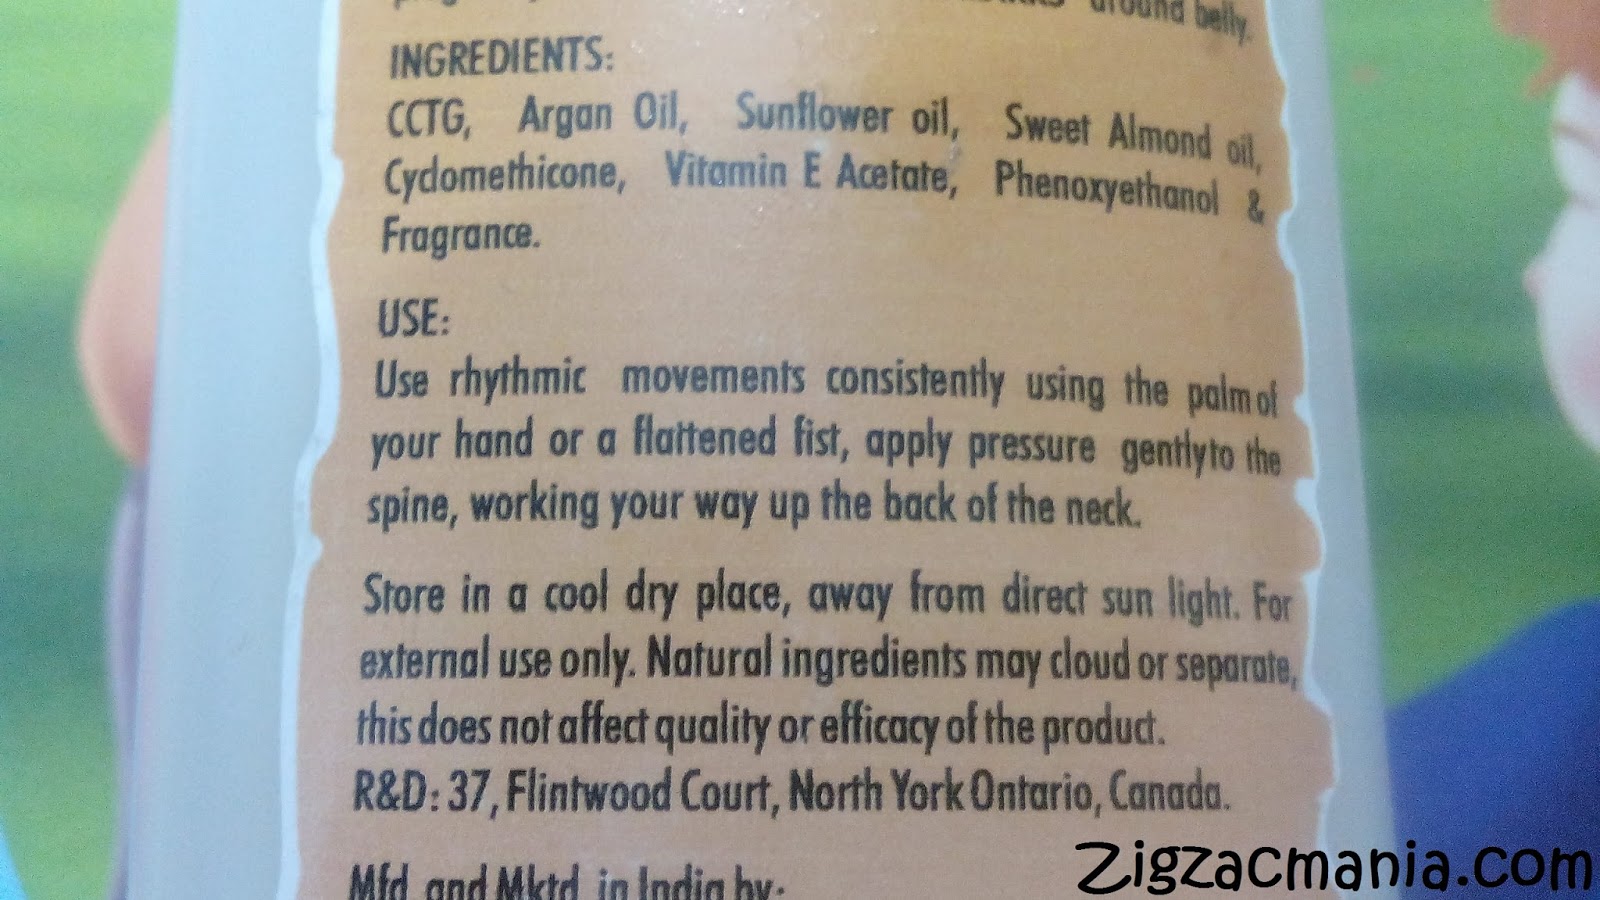 around belly.
INGREDIENTS:
CCTG, Argan Oil, Sunflower oil, Sweet Almond oil,
Cyclomethicone, Vitamin E Acetate, Phenoxyethanol &
Fragrance.
USE:
Use rhythmic movements consistently using the palm of
your hand or a flattened fist, apply pressure gently to the
spine, working your way up the back of the neck.
Store in a cool dry place, away from direct sun light. For
external use only. Natural ingredients may cloud or separate,
this does not affect quality or efficacy of the product.
R&D: 37, Flintwood Court, North York Ontario, Canada.
Mfd. and Mktd. in India by:
Zigzacmania.com